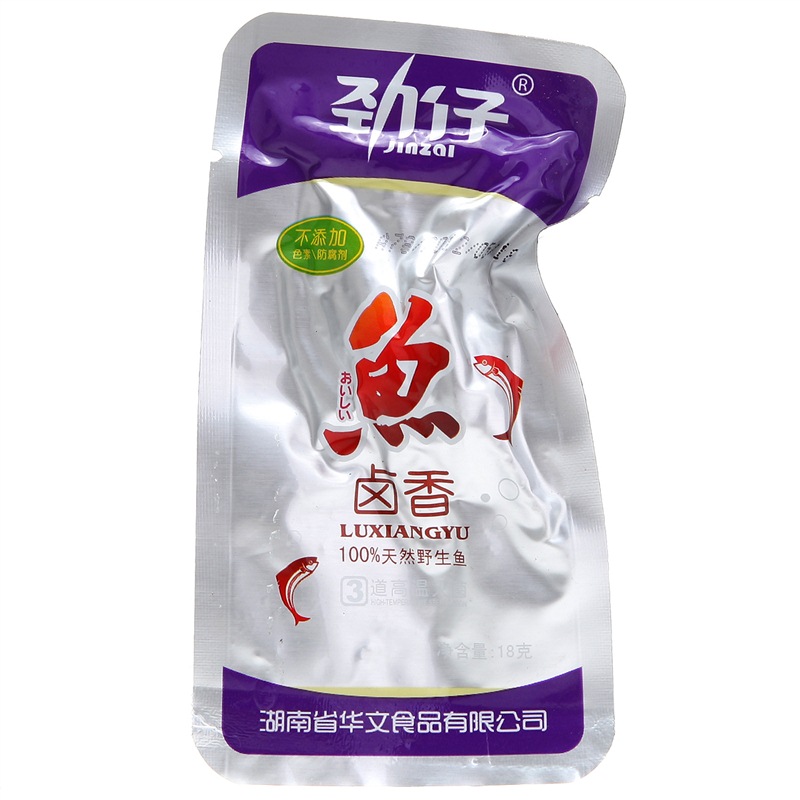 劲仔®
Jinzai
不添加
色素\防腐剂
魚
おいしい
卤香
LUXIANGYU
100%天然野生鱼
3道高温
净含量:18克
湖南省华文食品有限公司